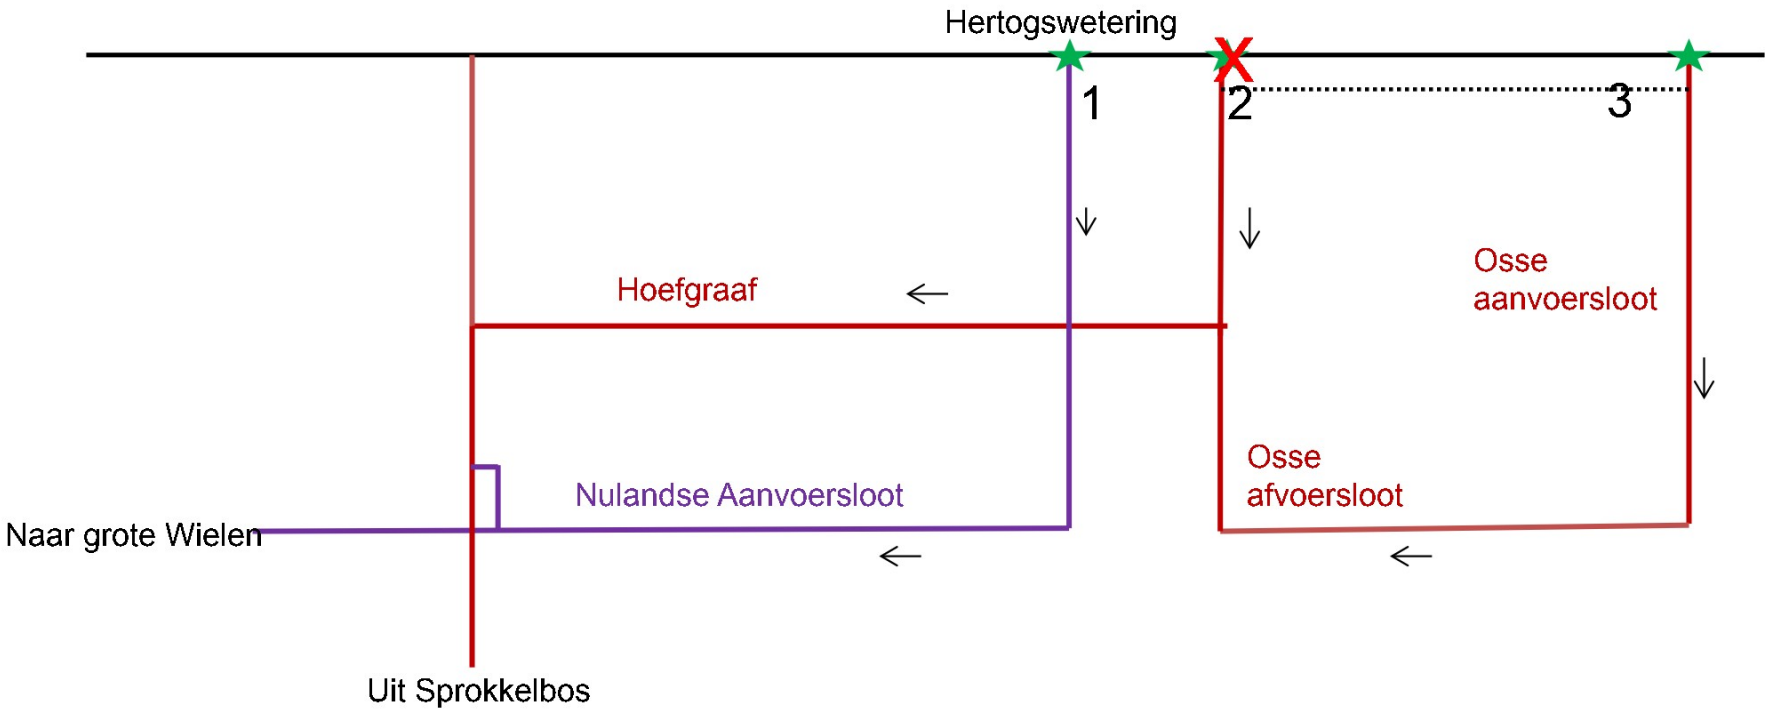 Hertogswetering
1
2
3
Hoefgraaf
Osse
aanvoersloot
Osse
afvoersloot
Nulandse Aanvoersloot
Naar grote Wielen
Uit Sprokkelbos